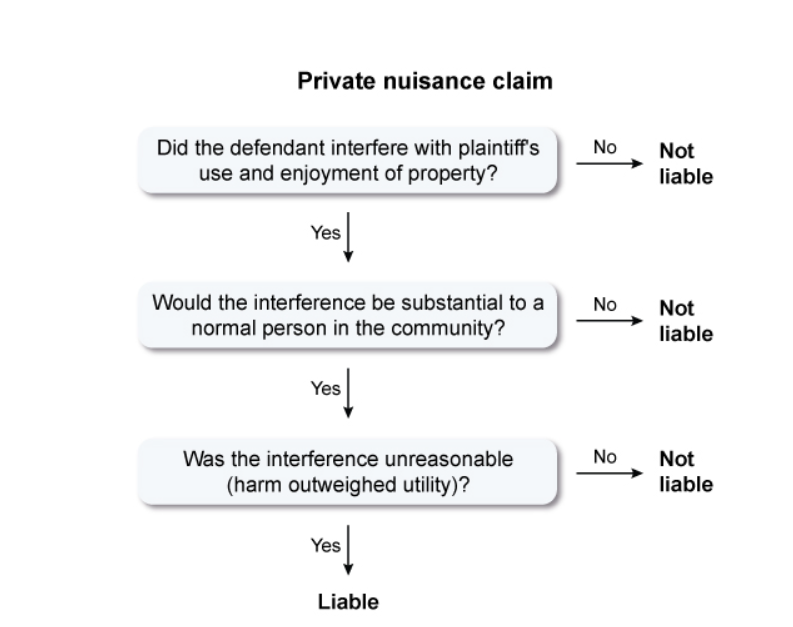 Private nuisance claim
Did the defendant interfere with plaintiff's
use and enjoyment of property?
No
Not
liable
Yes
Would the interference be substantial to a
normal person in the community?
No
Not
liable
Yes
Was the interference unreasonable
(harm outweighed utility)?
No
Not
liable
Yes
Liable